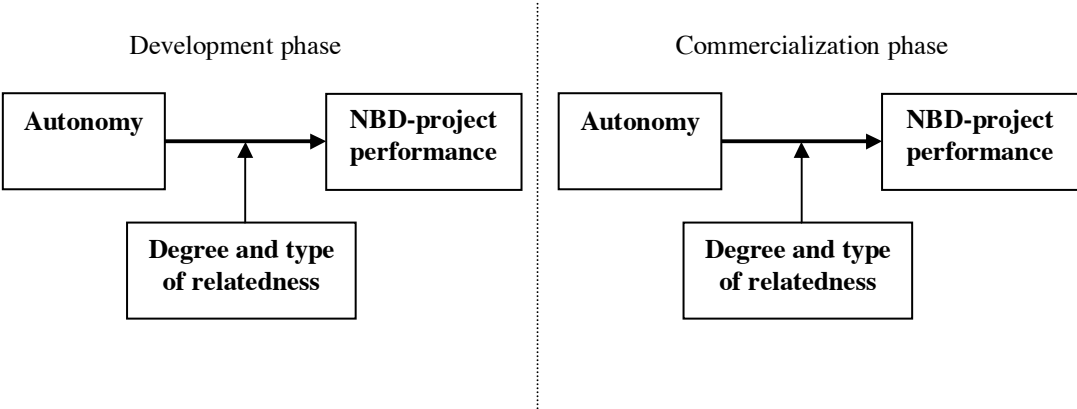 Development phase
Autonomy
NBD-project
performance
Degree and type
of relatedness
Commercialization phase
Autonomy
NBD-project
performance
Degree and type
of relatedness